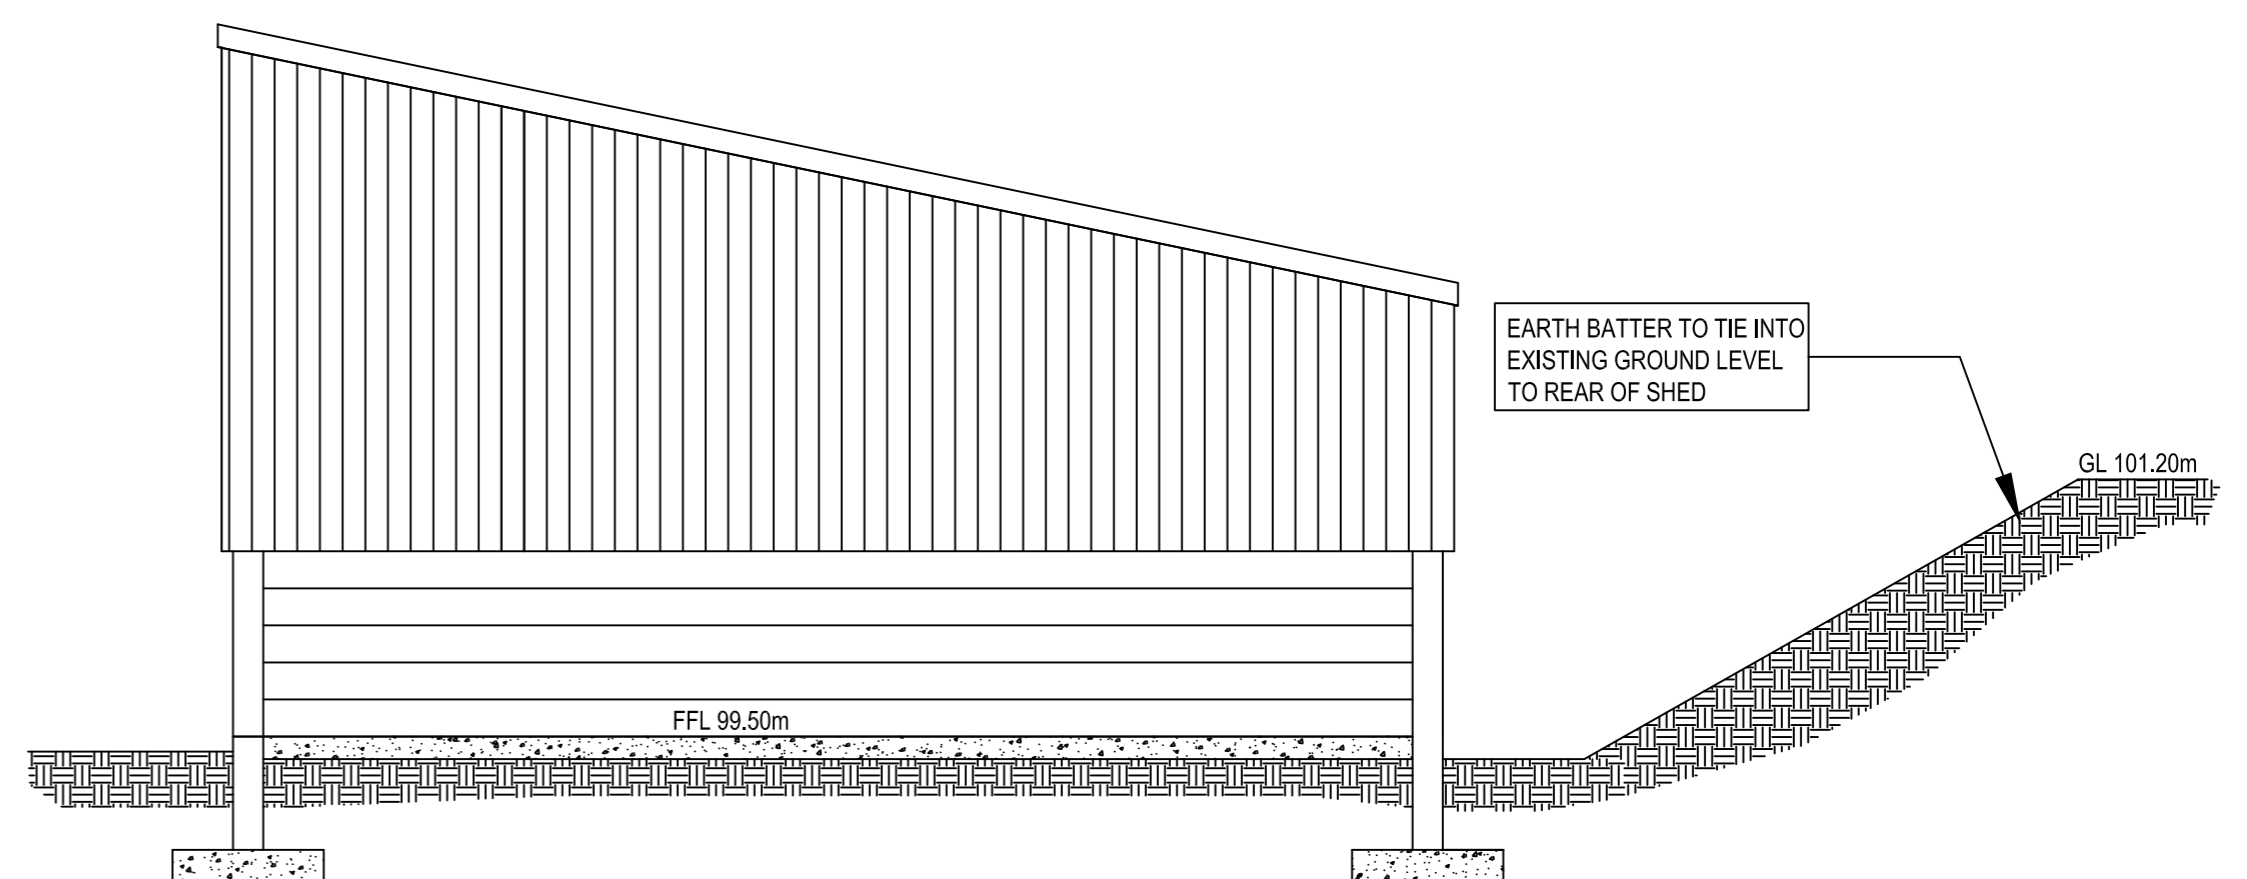 EARTH BATTER TO TIE INTO
EXISTING GROUND LEVEL
TO REAR OF SHED
GL 101.20m
FFL 99.50m